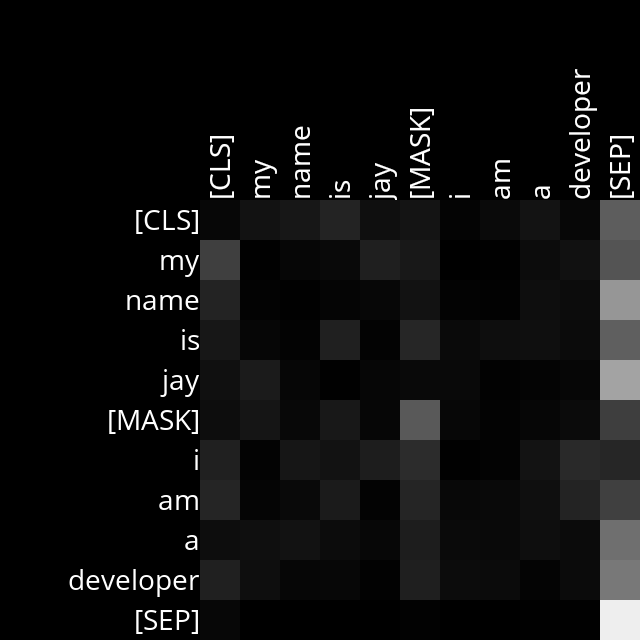 [CLS] my name is jay [MASK] i am a developer [SEP]
[CLS]
my
name
is
jay
[MASK]
i
am
a
developer
[SEP]